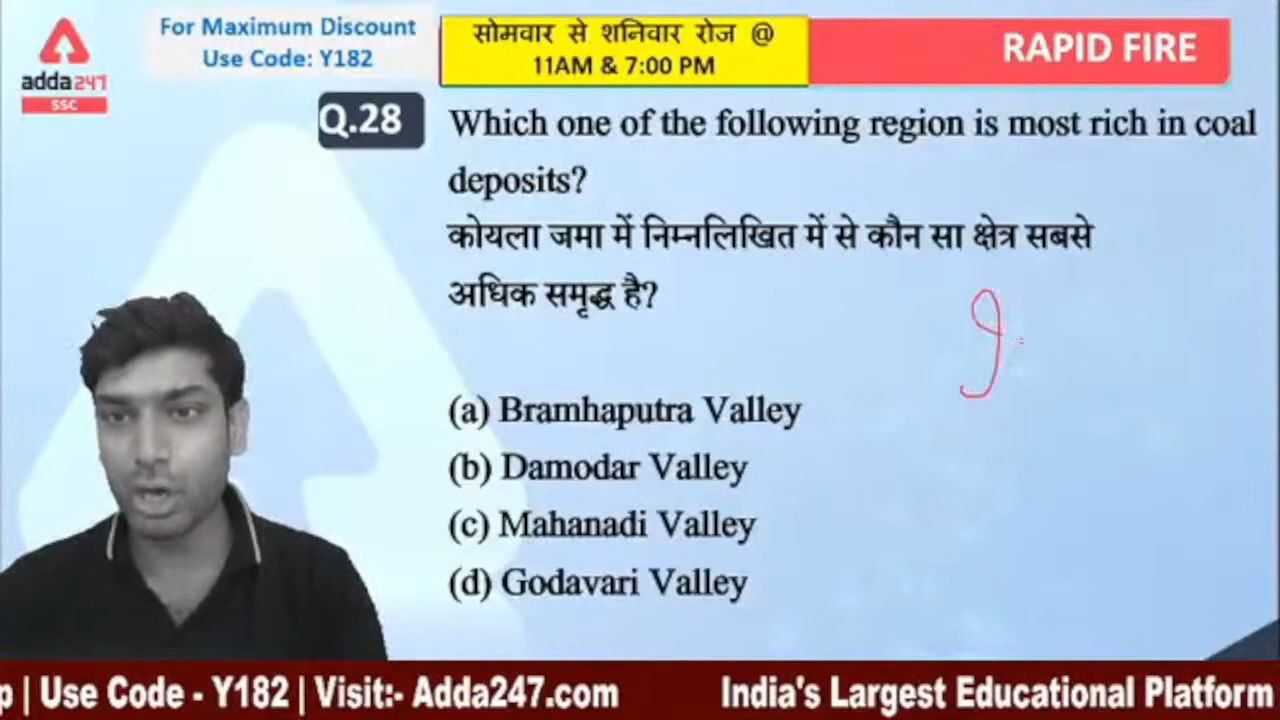 For Maximum Discount
Use Code: Y182
सोमवार से शनिवार रोज @
11AM & 7:00 PM
RAPID FIRE
adda247
SSC
Q.28
Which one of the following region is most rich in coal
deposits?
कोयला जमा में निम्नलिखित में से कौन सा क्षेत्र सबसे
अधिक समृद्ध है?
(a) Bramhaputra Valley
(b) Damodar Valley
(c) Mahanadi Valley
(d) Godavari Valley
p | Use Code - Y182 | Visit:- Adda247.com India's Largest Educational Platform